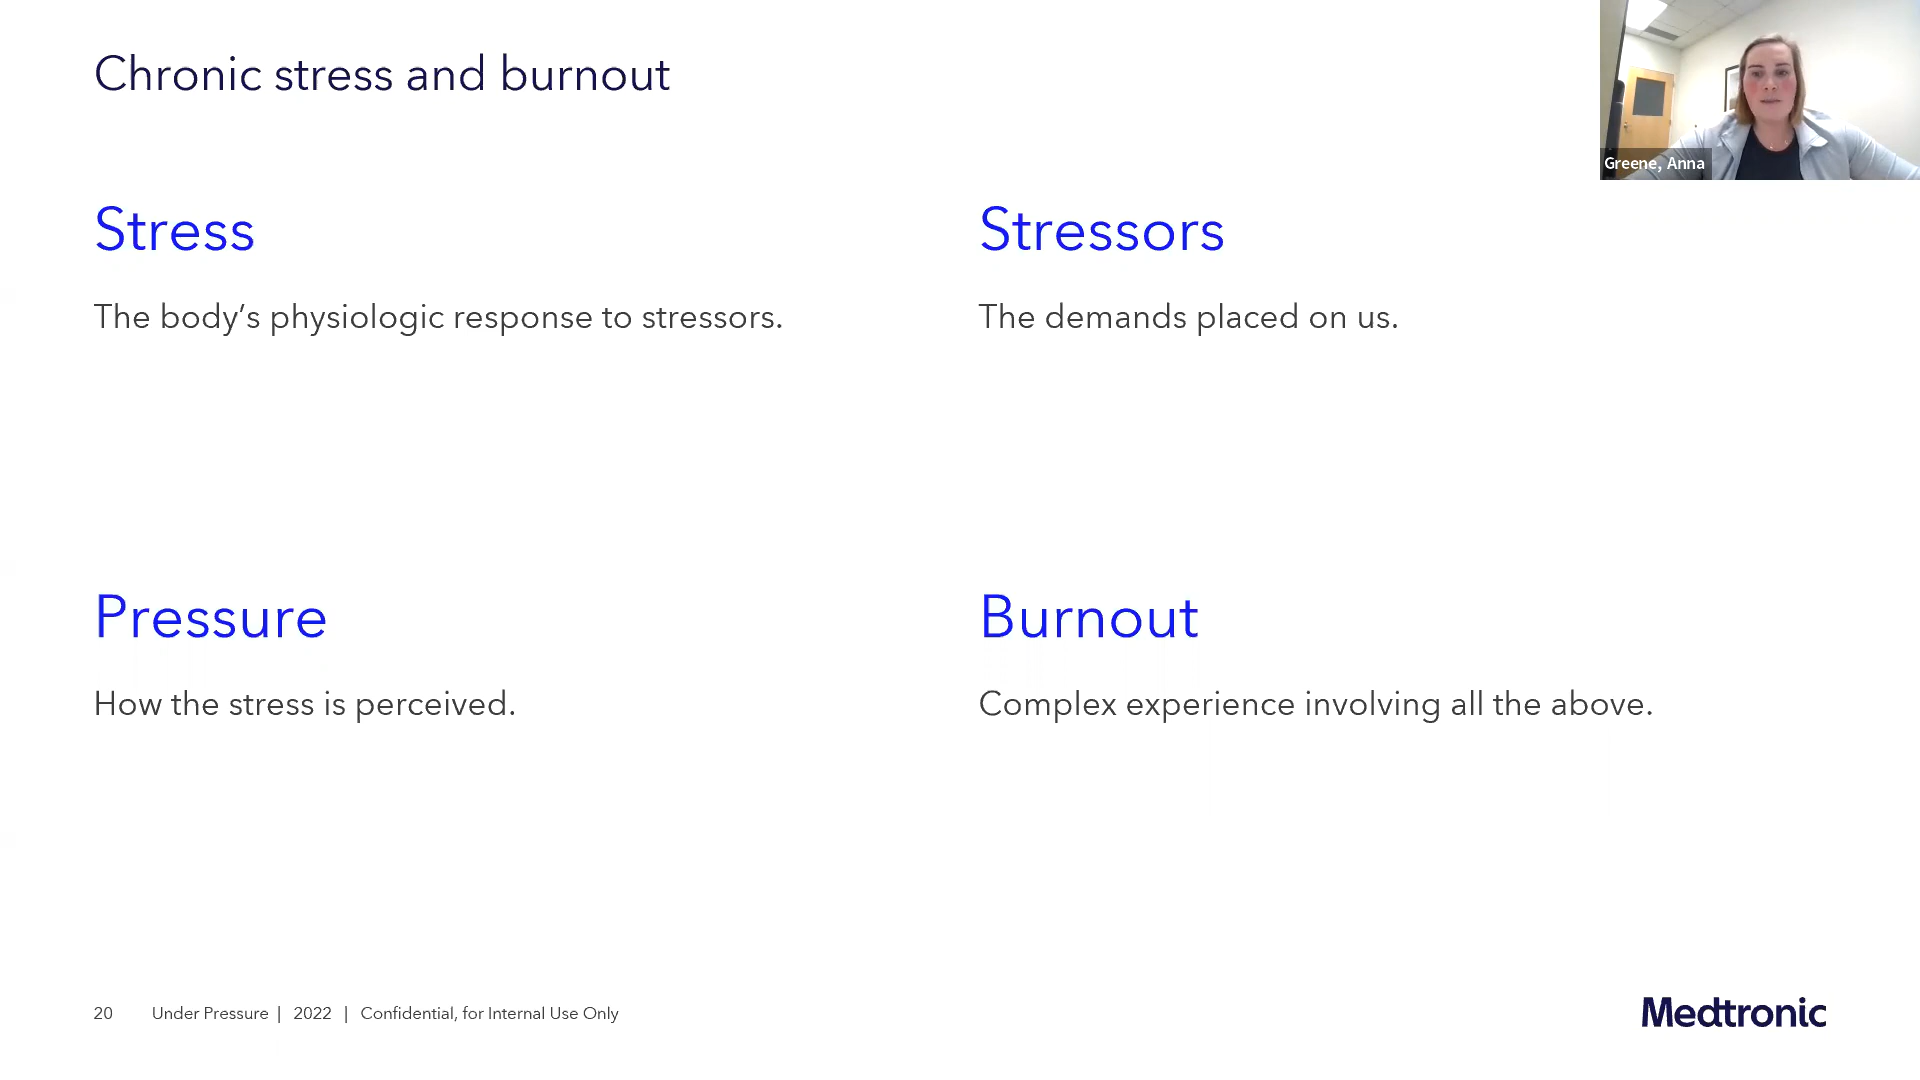 Chronic stress and burnout
Greene, Anna
Stress
The body’s physiologic response to stressors.
Stressors
The demands placed on us.
Pressure
How the stress is perceived.
Burnout
Complex experience involving all the above.
20 Under Pressure | 2022 | Confidential, for Internal Use Only
Medtronic